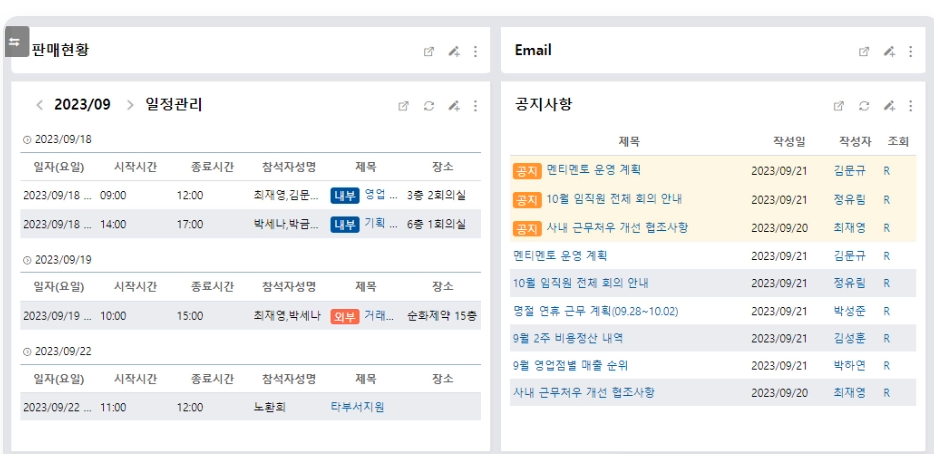 판매현황
Email
2023/09 일정관리
2023/09/18
일자(요일) 시작시간 종료시간 참석자성명 제목 장소
2023/09/18 ... 09:00 12:00 최재영,김문... 내부 영업 ... 3층 2회의실
2023/09/18 ... 14:00 17:00 박세나,박금... 내부 기획 ... 6층 1회의실
2023/09/19
일자(요일) 시작시간 종료시간 참석자성명 제목 장소
2023/09/19 ... 10:00 15:00 최재영,박세나 외부 거래... 순화제약 15층
2023/09/22
일자(요일) 시작시간 종료시간 참석자성명 제목 장소
2023/09/22 ... 11:00 12:00 노환희 타부서지원
공지사항
제목 작성일 작성자 조회
공지 멘티멘토 운영 계획 2023/09/21 김문규 R
공지 10월 임직원 전체 회의 안내 2023/09/21 정유림 R
공지 사내 근무처우 개선 협조사항 2023/09/20 최재영 R
멘티멘토 운영 계획 2023/09/21 김문규 R
10월 임직원 전체 회의 안내 2023/09/21 정유림 R
명절 연휴 근무 계획(09.28~10.02) 2023/09/21 박성준 R
9월 2주 비용정산 내역 2023/09/21 김성훈 R
9월 영업점별 매출 순위 2023/09/21 박하연 R
사내 근무처우 개선 협조사항 2023/09/20 최재영 R